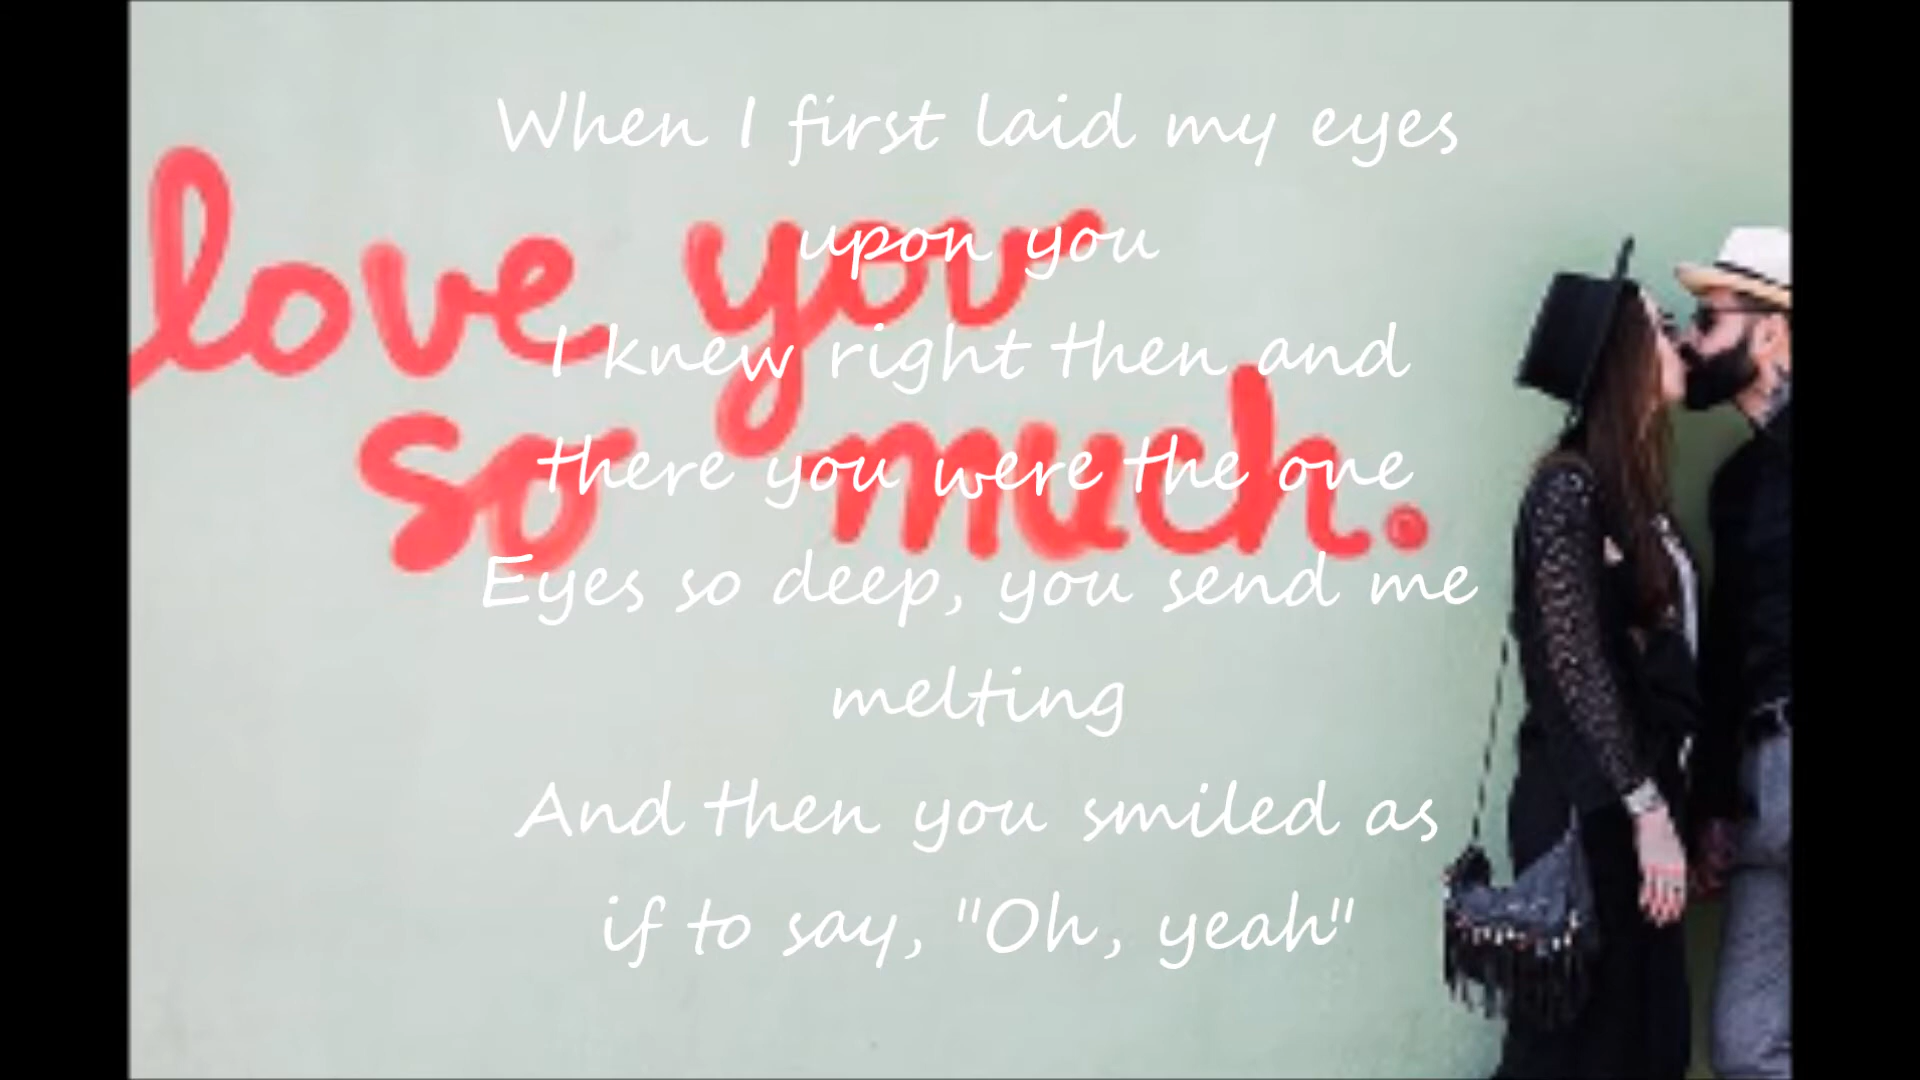 When I first laid my eyes
upon you
I knew right then and
there you were the one
Eyes so deep, you send me
melting
And then you smiled as
if to say, "Oh, yeah"
love you
so much.